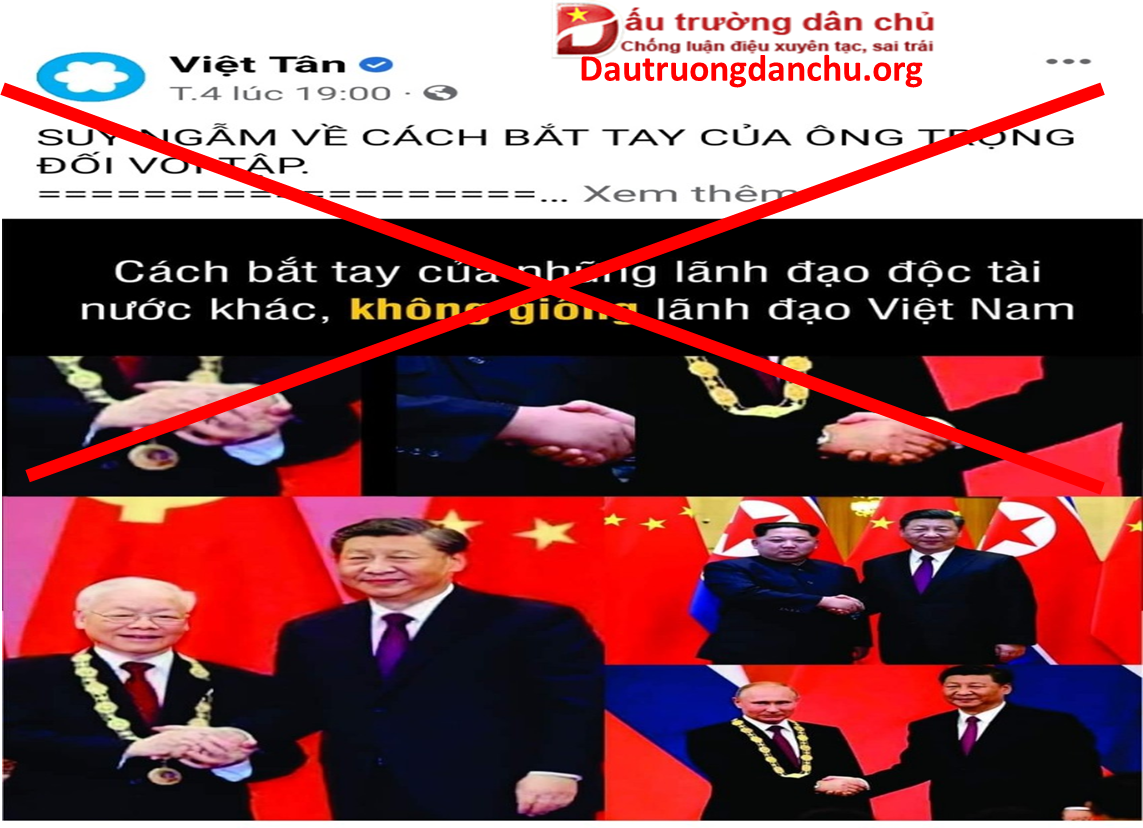 Dấu trường dân chủ
Chống luận điệu xuyên tạc, sai trái
Dautruongdanchu.org
Việt Tân
T.4 lúc 19:00 ·
SUY NGẪM VỀ CÁCH BẮT TAY CỦA ÔNG TRỌNG
ĐỐI VỚI TẬP.
===================... Xem thêm
Cách bắt tay của những lãnh đạo độc tài
nước khác, không giống lãnh đạo Việt Nam